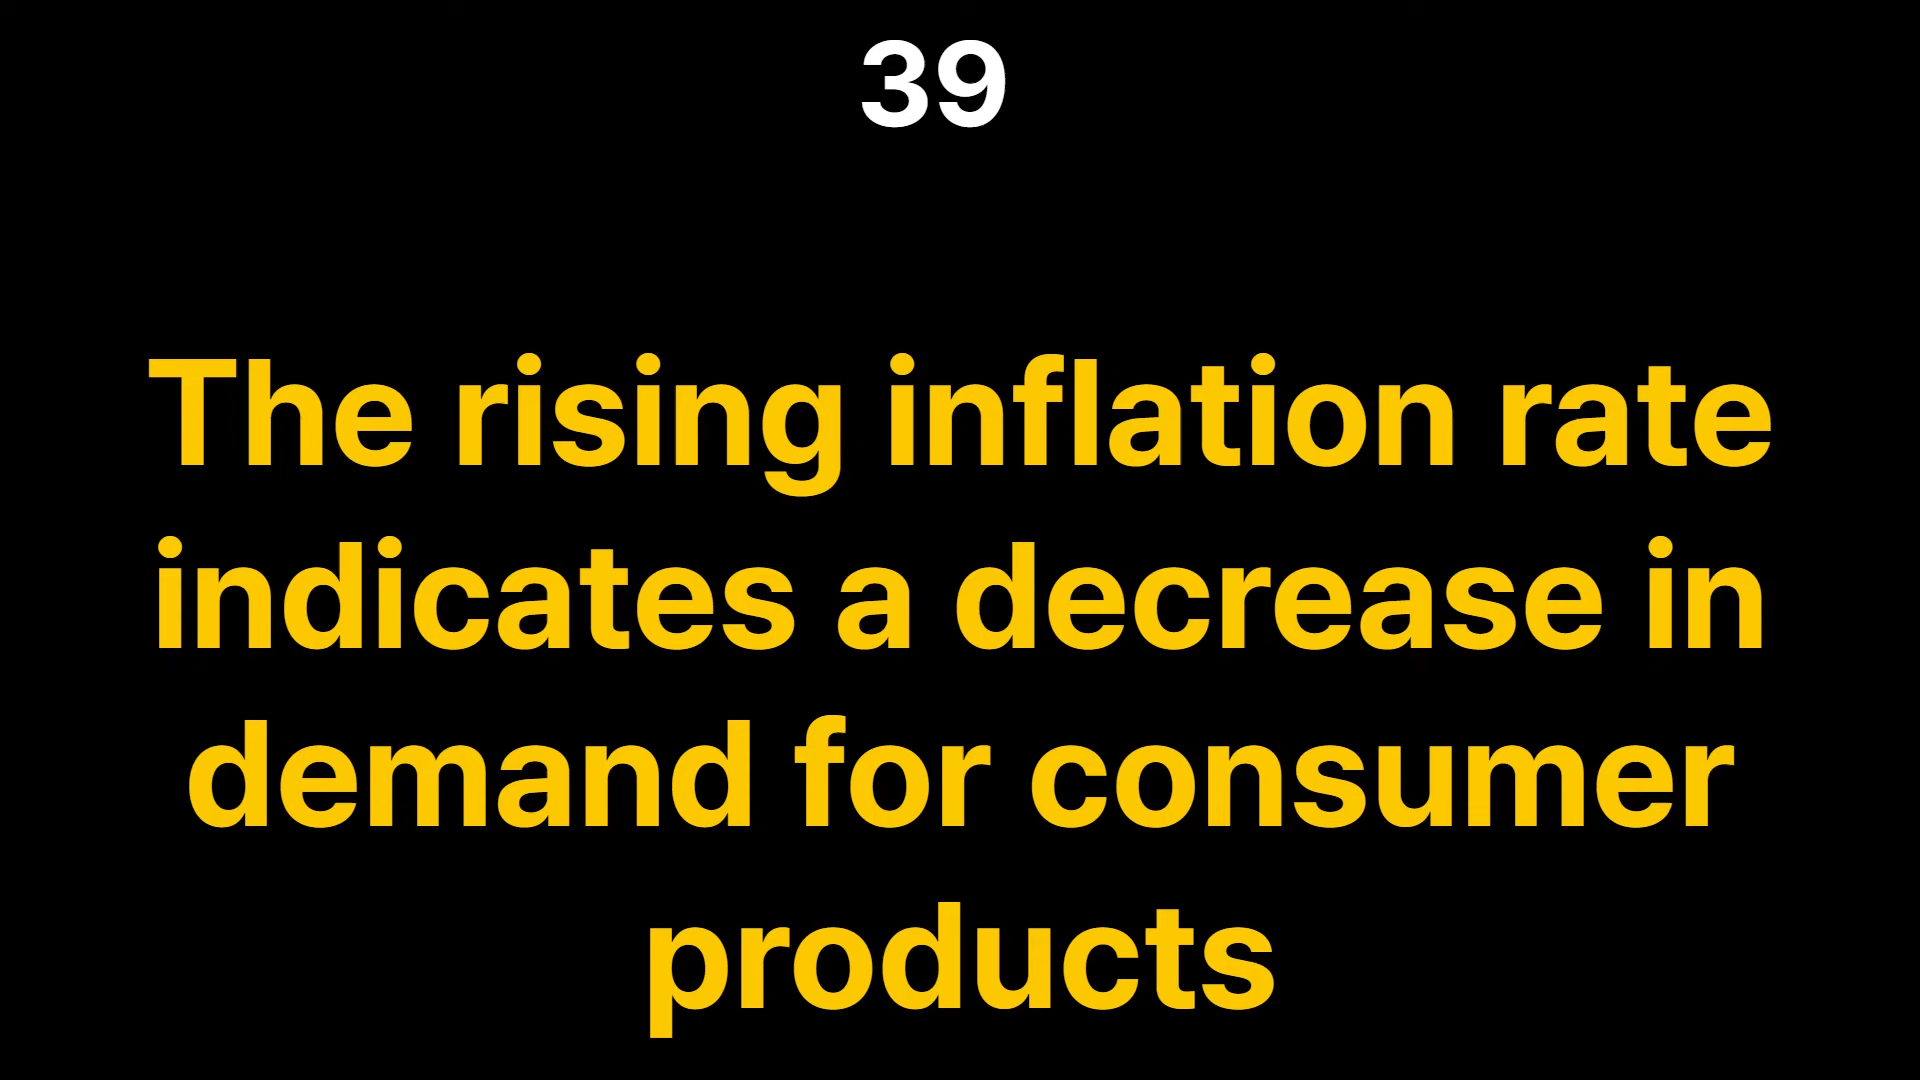 39
The rising inflation rate
indicates a decrease in
demand for consumer
products